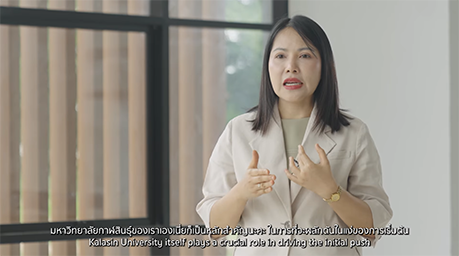 มหาวิทยาลัยกาฬสินธุ์ของเราเองเนี่ยก็เป็นหลักสำคัญนะคะ ในการที่จะผลักดันในแง่ของการเริ่มต้น
Kalasin University itself plays a crucial role in driving the initial push